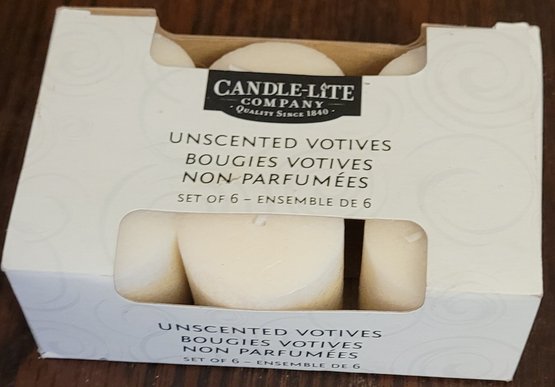 CANDLE-LITE
COMPANY
· QUALITY SINCE 1840 ·
UNSCENTED VOTIVES
BOUGIES VOTIVES
NON PARFUMÉES
SET OF 6 – ENSEMBLE DE 6
UNSCENTED VOTIVES
BOUGIES VOTIVES
NON PARFUMÉES
SET OF 6 – ENSEMBLE DE 6